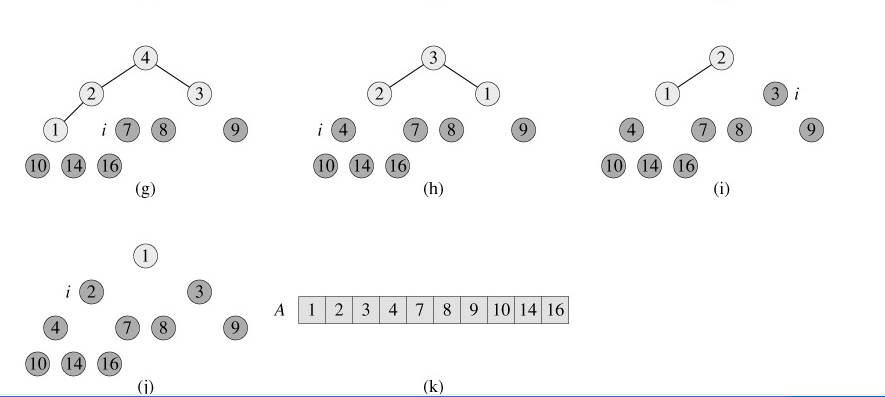 4 3 2
2 3 2 1 1 3 i
1 i 7 8 9 i 4 7 8 9 4 7 8 9
10 14 16 10 14 16 10 14 16
(g) (h) (i)
1
i 2 3
A 1 2 3 4 7 8 9 10 14 16
4 7 8 9
10 14 16
(j) (k)